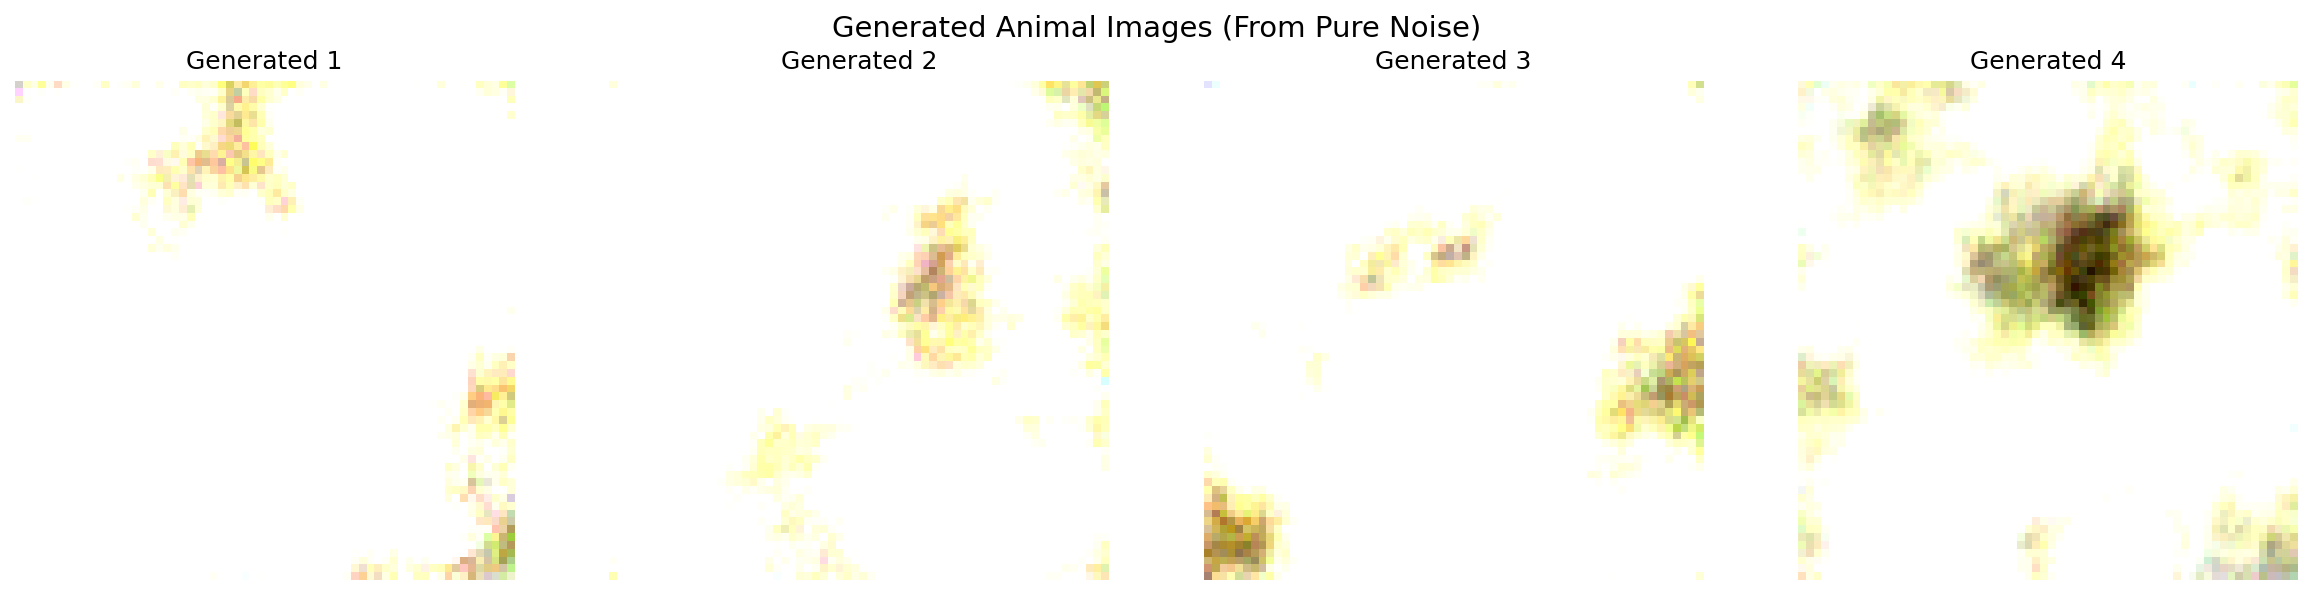 Generated Animal Images (From Pure Noise)
Generated 1
Generated 2
Generated 3
Generated 4